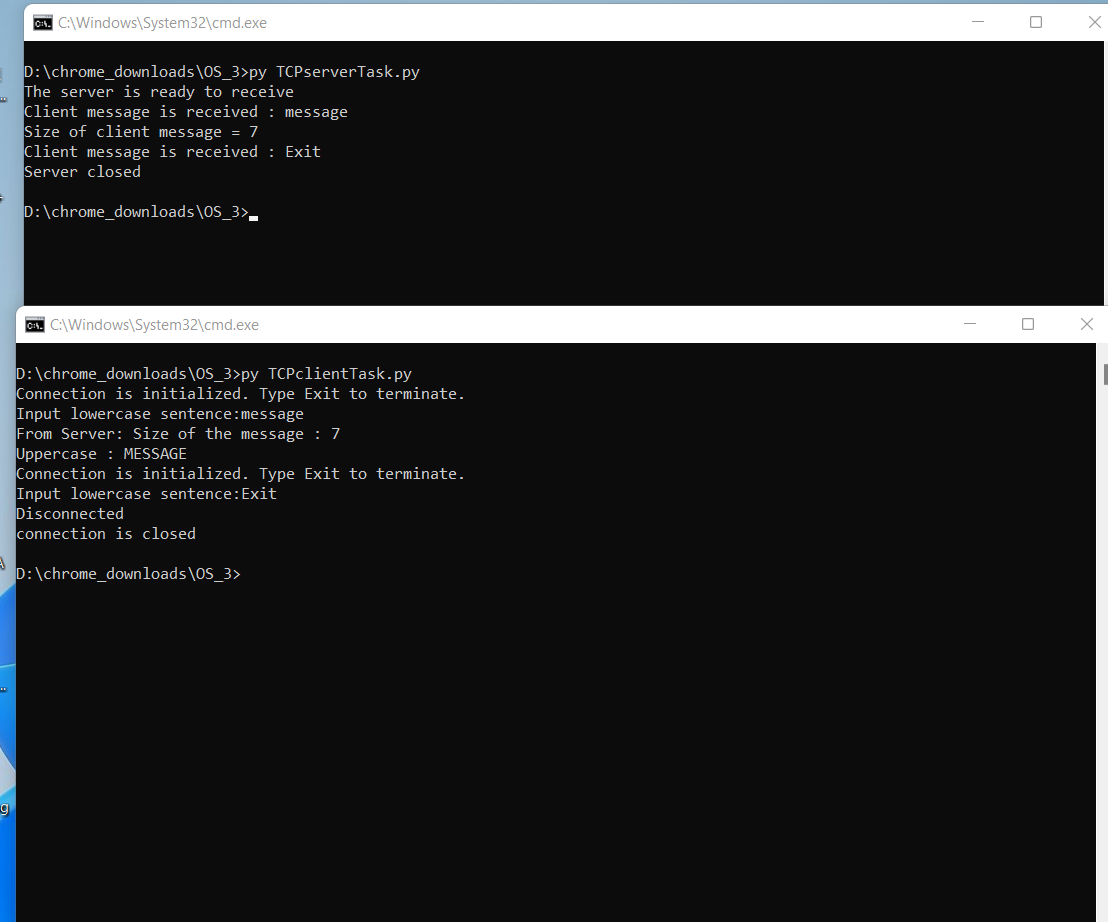 C:\Windows\System32\cmd.exe
D:\chrome_downloads\OS_3>py TCPserverTask.py
The server is ready to receive
Client message is received : message
Size of client message = 7
Client message is received : Exit
Server closed
D:\chrome_downloads\OS_3>
C:\Windows\System32\cmd.exe
D:\chrome_downloads\OS_3>py TCPclientTask.py
Connection is initialized. Type Exit to terminate.
Input lowercase sentence:message
From Server: Size of the message : 7
Uppercase : MESSAGE
Connection is initialized. Type Exit to terminate.
Input lowercase sentence:Exit
Disconnected
connection is closed
D:\chrome_downloads\OS_3>